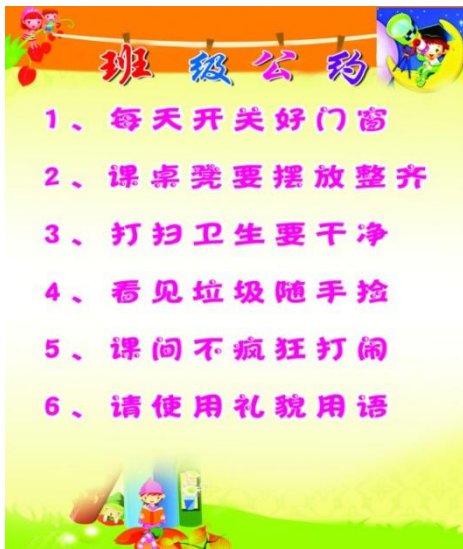 班级公约
1、每天开关好门窗
2、课桌凳要摆放整齐
3、打扫卫生要干净
4、看见垃圾随手捡
5、课间不疯狂打闹
6、请使用礼貌用语